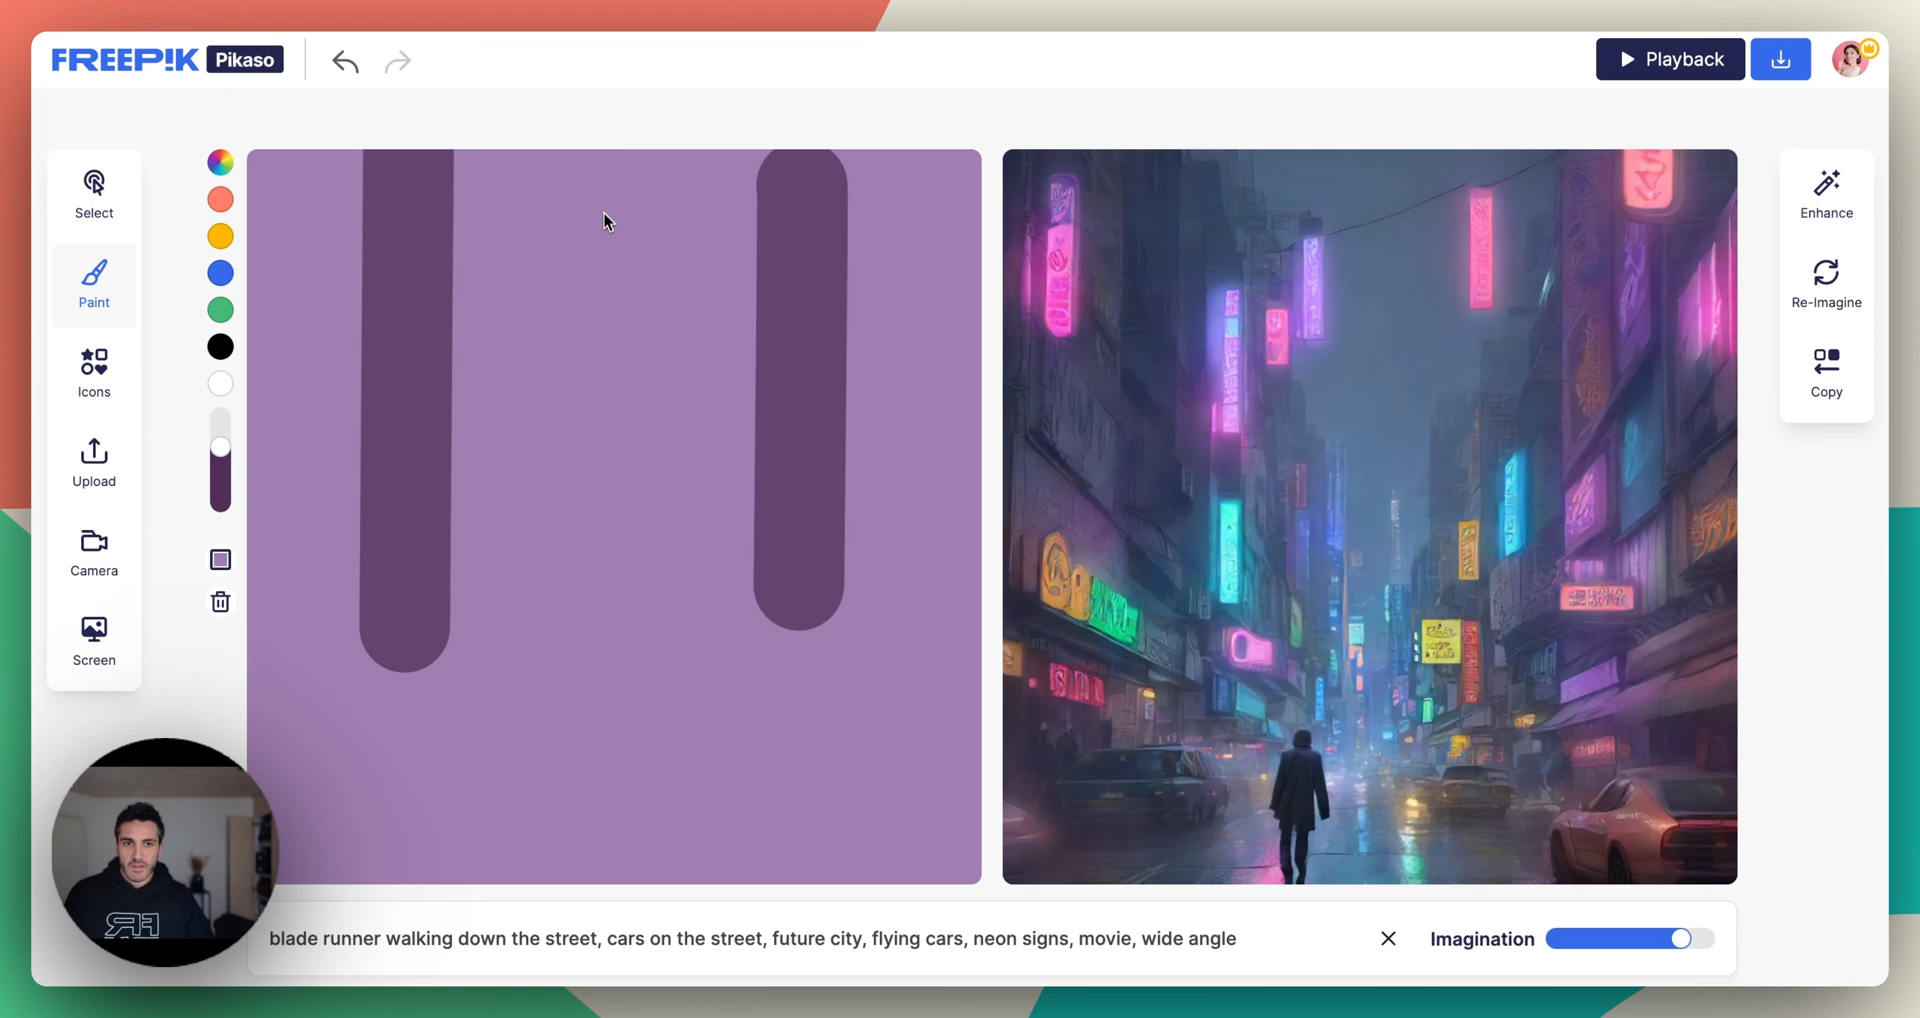 FREEP!K Pikaso
Playback
Select
Paint
Icons
Upload
Camera
Screen
Enhance
Re-Imagine
Copy
blade runner walking down the street, cars on the street, future city, flying cars, neon signs, movie, wide angle
Imagination